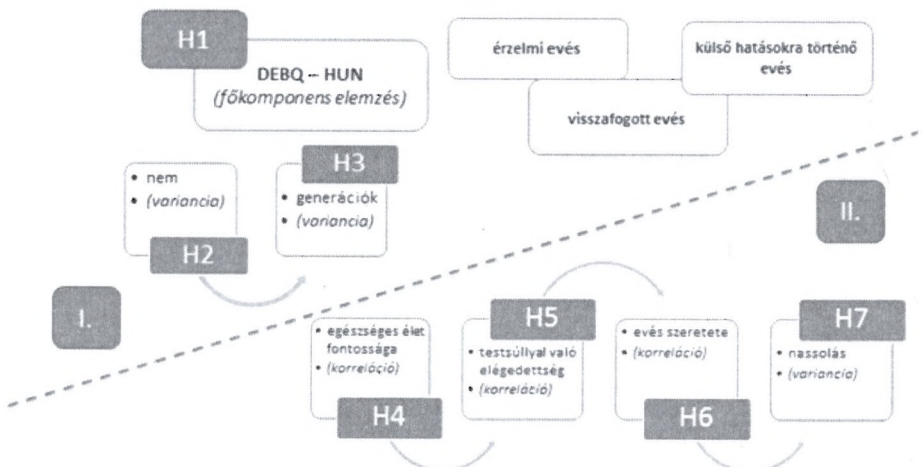 H1
DEBQ – HUN
(főkomponens elemzés)
érzelmi evés
külső hatásokra történő
evés
visszafogott evés
H3
• nem
• (variancia)
H2
• generációk
• (variancia)
II.
I.
• egészséges élet
fontossága
• (korreláció)
H4
H5
• testsúllyal való
elégedettség
• (korreláció)
• evés szeretete
• (korreláció)
H6
H7
• nassolás
• (variancia)